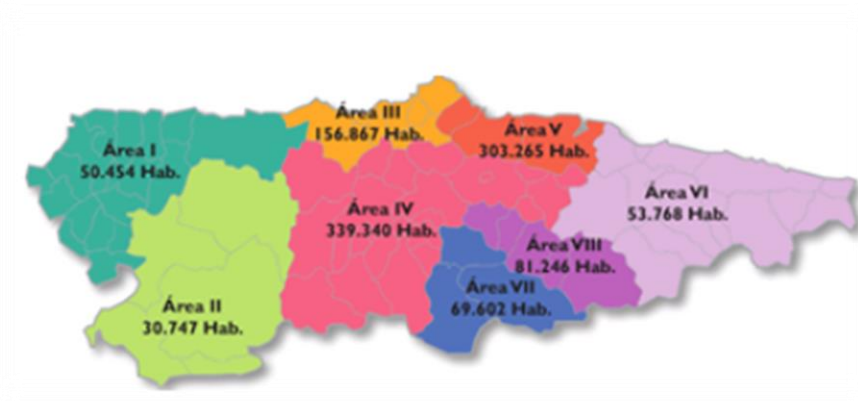 Área I
50.454 Hab.
Área II
30.747 Hab.
Área III
156.867 Hab.
Área IV
339.340 Hab.
Área V
303.265 Hab.
Área VI
53.768 Hab.
Área VII
69.602 Hab.
Área VIII
81.246 Hab.